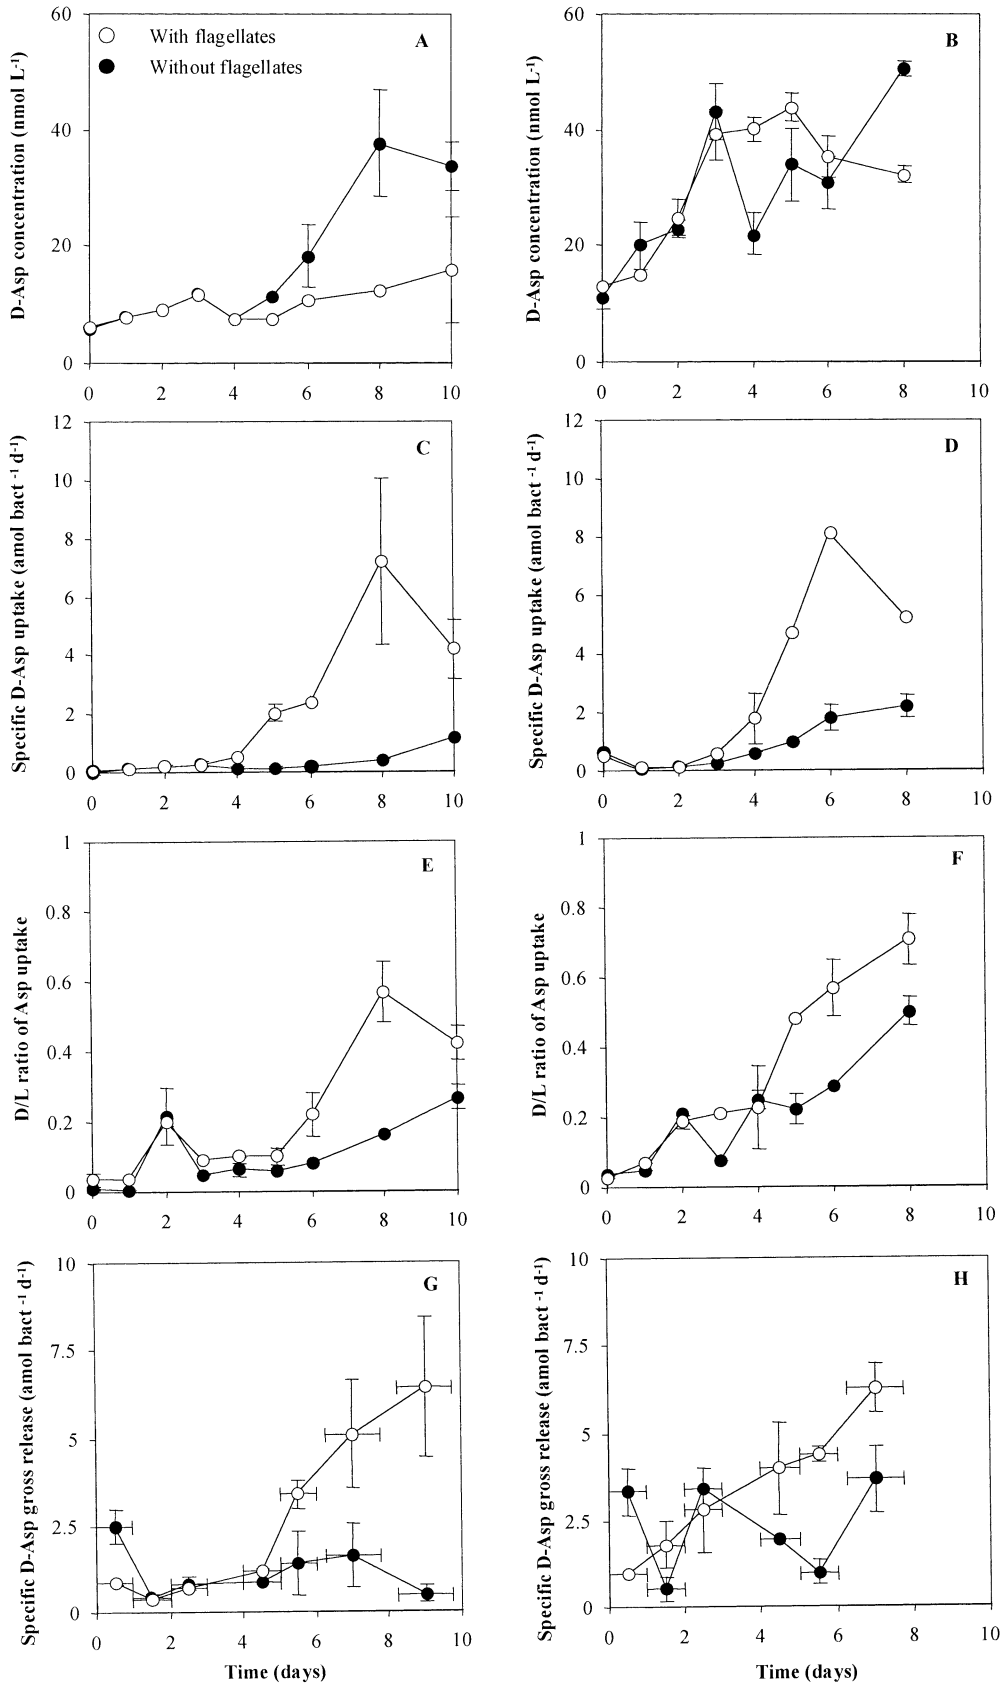 60
40
20
0
0 2 4 6 8 10
D-Asp concentration (nmol L-1)
With flagellates
Without flagellates
A
60
40
20
0
0 2 4 6 8 10
D-Asp concentration (nmol L-1)
B
12
10
8
6
4
2
0
0 2 4 6 8 10
Specific D-Asp uptake (amol bact -1 d-1)
C
12
10
8
6
4
2
0
0 2 4 6 8 10
Specific D-Asp uptake (amol bact -1 d-1)
D
1
0.8
0.6
0.4
0.2
0
0 2 4 6 8 10
D/L ratio of Asp uptake
E
1
0.8
0.6
0.4
0.2
0
0 2 4 6 8 10
D/L ratio of Asp uptake
F
10
7.5
5
2.5
0
0 2 4 6 8 10
Specific D-Asp gross release (amol bact -1 d-1)
G
Time (days)
10
7.5
5
2.5
0
0 2 4 6 8 10
Specific D-Asp gross release (amol bact -1 d-1)
H
Time (days)